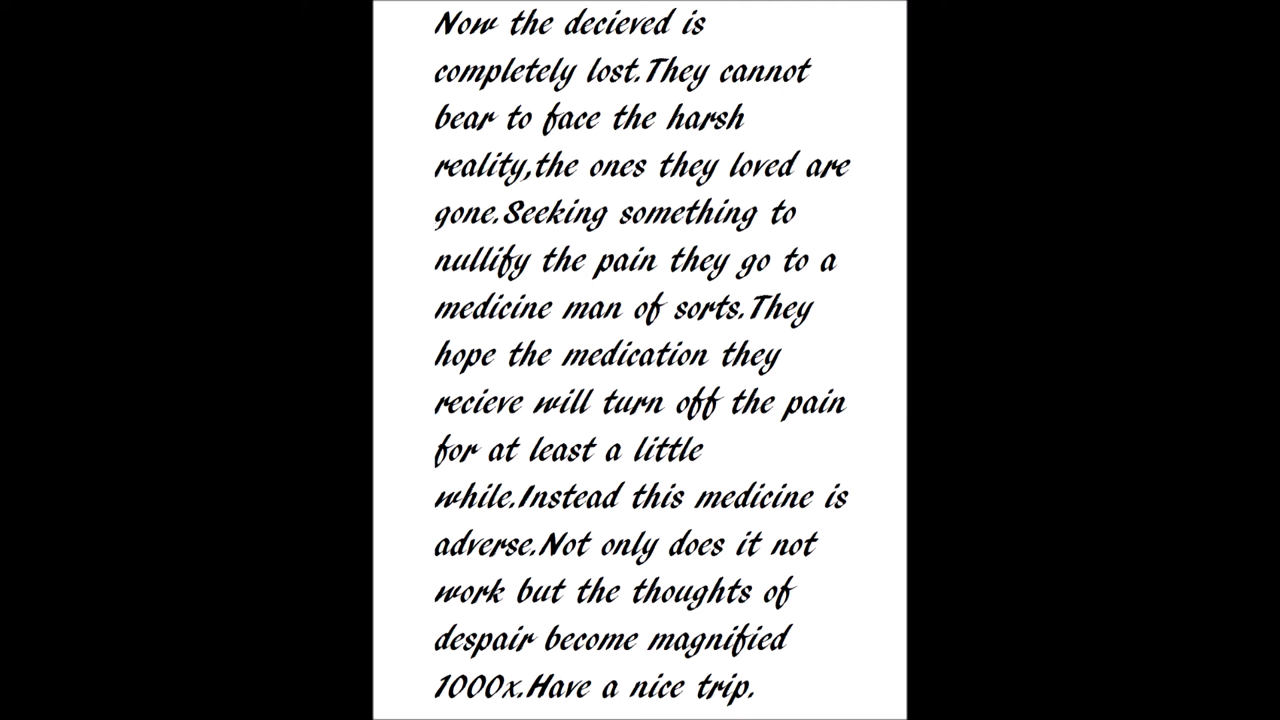 Now the decieved is
completely lost.They cannot
bear to face the harsh
reality,the ones they loved are
gone.Seeking something to
nullify the pain they go to a
medicine man of sorts.They
hope the medication they
recieve will turn off the pain
for at least a little
while.Instead this medicine is
adverse.Not only does it not
work but the thoughts of
despair become magnified
1000x.Have a nice trip.